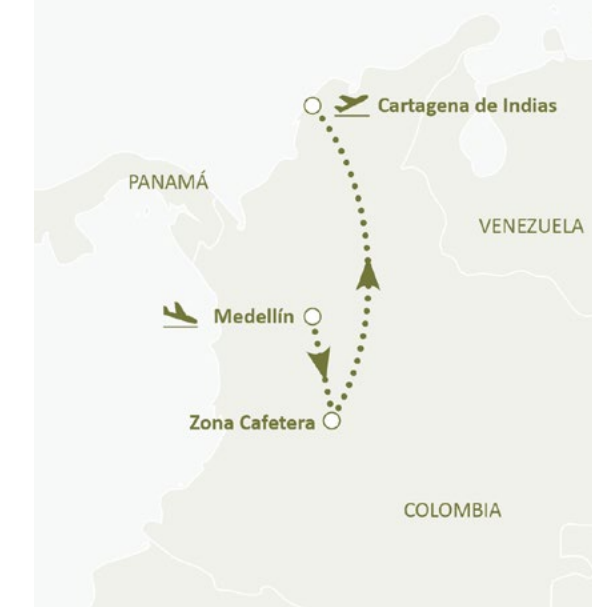 Cartagena de Indias
PANAMÁ
VENEZUELA
Medellín
Zona Cafetera
COLOMBIA